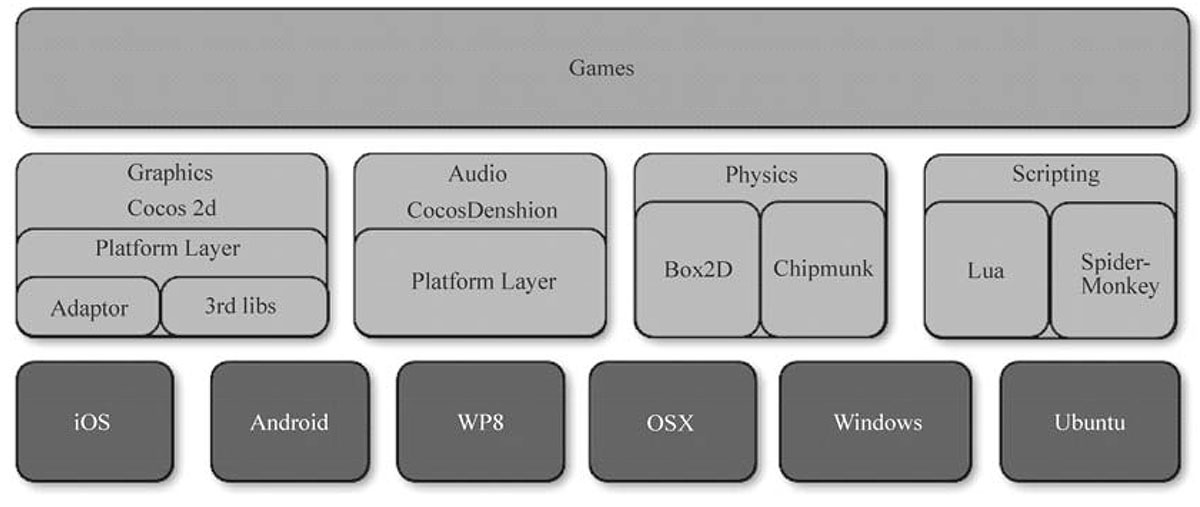 Games
Graphics
Cocos 2d
Platform Layer
Adaptor
3rd libs
Audio
CocosDenshion
Platform Layer
Physics
Box2D
Chipmunk
Scripting
Lua
Spider-
Monkey
iOS
Android
WP8
OSX
Windows
Ubuntu